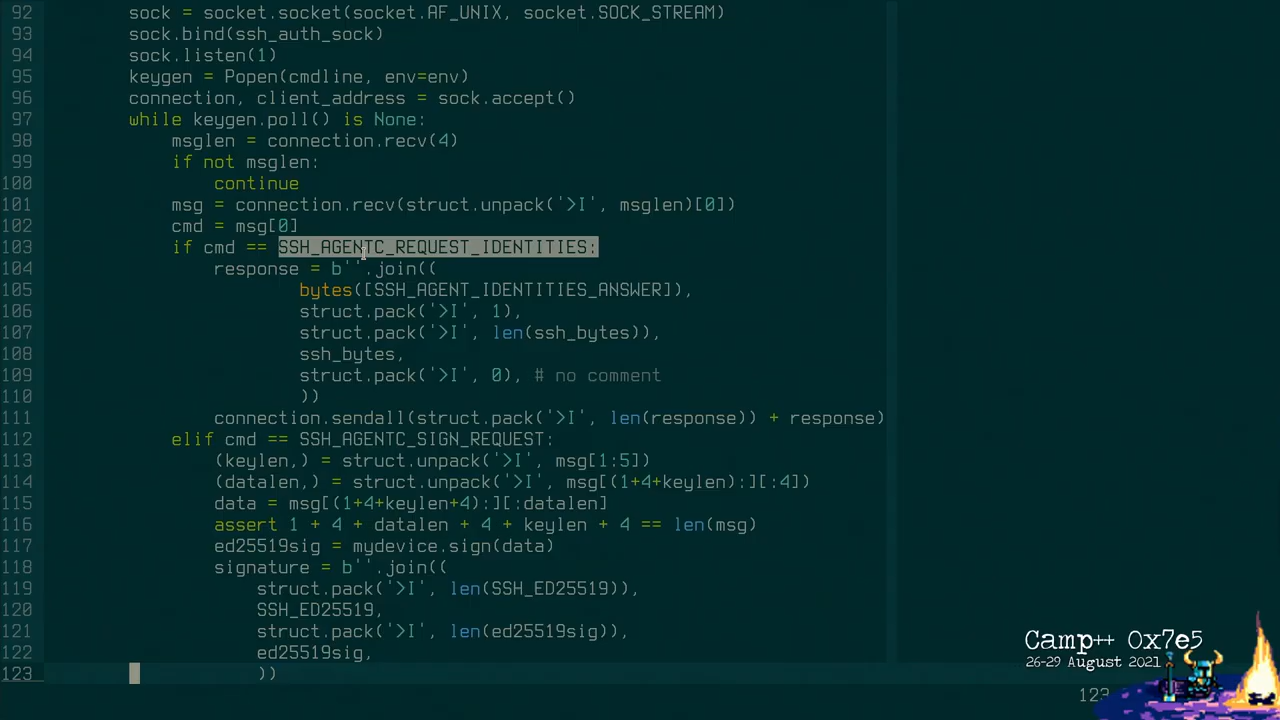 92         sock = socket.socket(socket.AF_UNIX, socket.SOCK_STREAM)
93         sock.bind(ssh_auth_sock)
94         sock.listen(1)
95         keygen = Popen(cmdline, env=env)
96         connection, client_address = sock.accept()
97         while keygen.poll() is None:
98             msglen = connection.recv(4)
99             if not msglen:
100                 continue
101             msg = connection.recv(struct.unpack('>I', msglen)[0])
102             cmd = msg[0]
103             if cmd == SSH_AGENTC_REQUEST_IDENTITIES:
104                 response = b''.join((
105                         bytes([SSH_AGENT_IDENTITIES_ANSWER]),
106                         struct.pack('>I', 1),
107                         struct.pack('>I', len(ssh_bytes)),
108                         ssh_bytes,
109                         struct.pack('>I', 0), # no comment
110                         ))
111                 connection.sendall(struct.pack('>I', len(response)) + response)
112             elif cmd == SSH_AGENTC_SIGN_REQUEST:
113                 (keylen,) = struct.unpack('>I', msg[1:5])
114                 (datalen,) = struct.unpack('>I', msg[(1+4+keylen):][:4])
115                 data = msg[(1+4+keylen+4):][:datalen]
116                 assert 1 + 4 + datalen + 4 + keylen + 4 == len(msg)
117                 ed25519sig = mydevice.sign(data)
118                 signature = b''.join((
119                     struct.pack('>I', len(SSH_ED25519)),
120                     SSH_ED25519,
121                     struct.pack('>I', len(ed25519sig)),
122                     ed25519sig,
123                     ))
Camp++ 0x7e5
26-29 August 2021
123